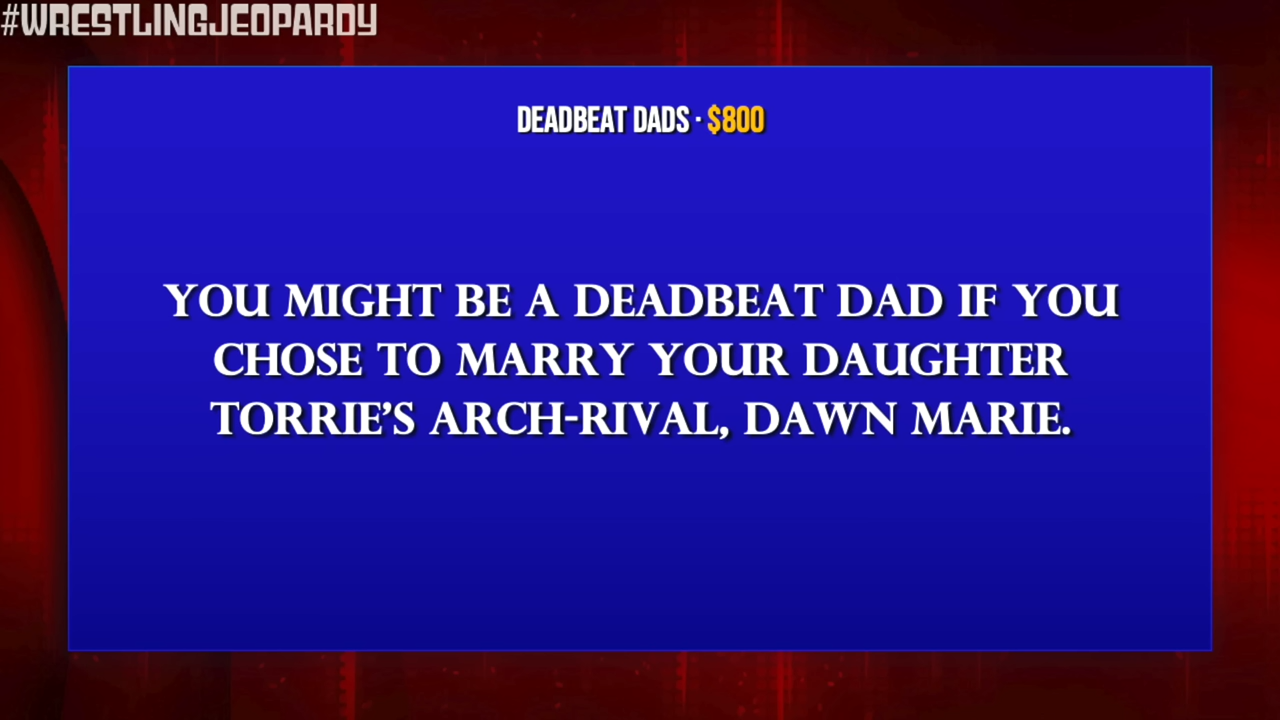 #WRESTLINGJEOPARDY
DEADBEAT DADS · $800
YOU MIGHT BE A DEADBEAT DAD IF YOU
CHOSE TO MARRY YOUR DAUGHTER
TORRIE'S ARCH-RIVAL, DAWN MARIE.